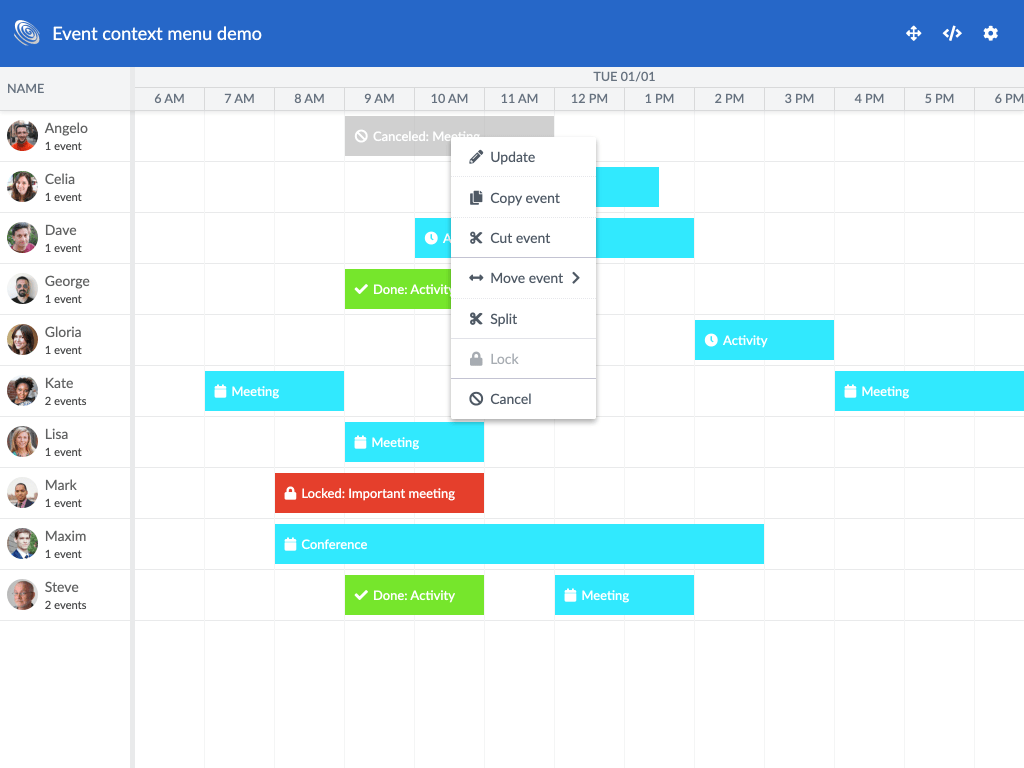 Event context menu demo
NAME
TUE 01/01
6 AM 7 AM 8 AM 9 AM 10 AM 11 AM 12 PM 1 PM 2 PM 3 PM 4 PM 5 PM 6 PM
Angelo
1 event
Canceled: Meeting
Celia
1 event
Dave
1 event
A
George
1 event
Done: Activity
Gloria
1 event
Activity
Kate
2 events
Meeting
Meeting
Lisa
1 event
Meeting
Mark
1 event
Locked: Important meeting
Maxim
1 event
Conference
Steve
2 events
Done: Activity
Meeting
Update
Copy event
Cut event
Move event
Split
Lock
Cancel